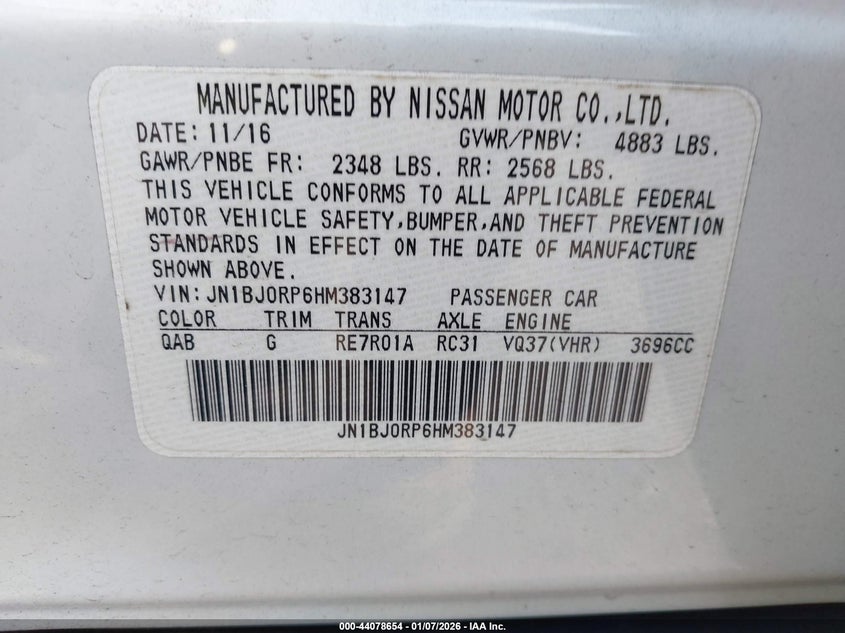 MANUFACTURED BY NISSAN MOTOR CO.,LTD.
DATE: 11/16 GVWR/PNBV: 4883 LBS.
GAWR/PNBE FR: 2348 LBS. RR: 2568 LBS.
THIS VEHICLE CONFORMS TO ALL APPLICABLE FEDERAL
MOTOR VEHICLE SAFETY,BUMPER,AND THEFT PREVENTION
STANDARDS IN EFFECT ON THE DATE OF MANUFACTURE
SHOWN ABOVE.
VIN: JN1BJ0RP6HM383147 PASSENGER CAR
COLOR TRIM TRANS AXLE ENGINE
QAB G RE7R01A RC31 VQ37(VHR) 3696CC
JN1BJ0RP6HM383147
000-44078654 - 01/07/2026 - IAA Inc.